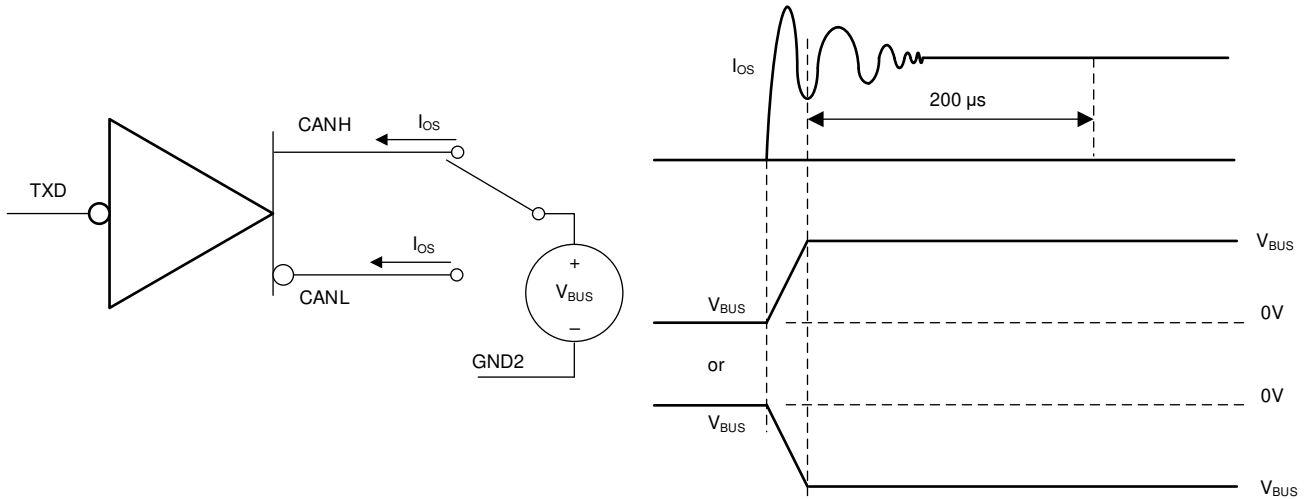 TXD
CANH
I_OS
I_OS
CANL
+
V_BUS
–
GND2
I_OS
200 µs
V_BUS
V_BUS
0V
or
0V
V_BUS
V_BUS